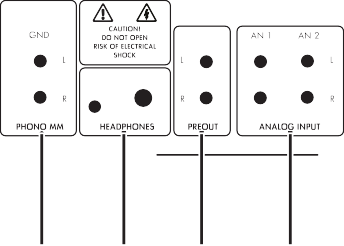 GND
L
R
PHONO MM
CAUTION!
DO NOT OPEN
RISK OF ELECTRICAL
SHOCK
HEADPHONES
L
R
PREOUT
AN 1 AN 2
L
R
ANALOG INPUT